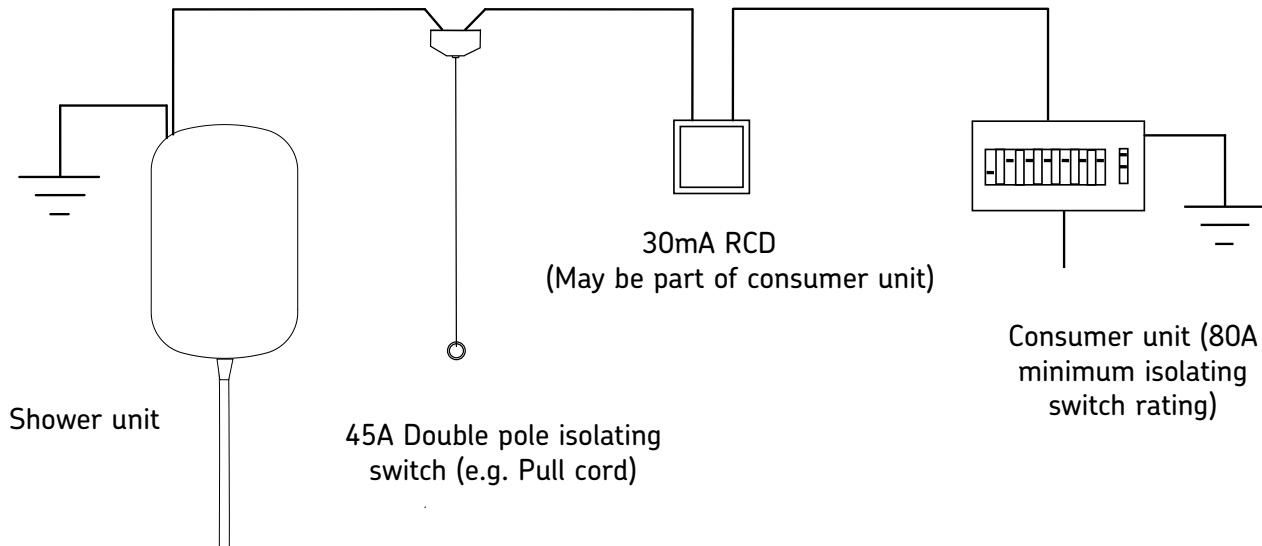 30mA RCD
(May be part of consumer unit)
Consumer unit (80A
minimum isolating
switch rating)
Shower unit
45A Double pole isolating
switch (e.g. Pull cord)